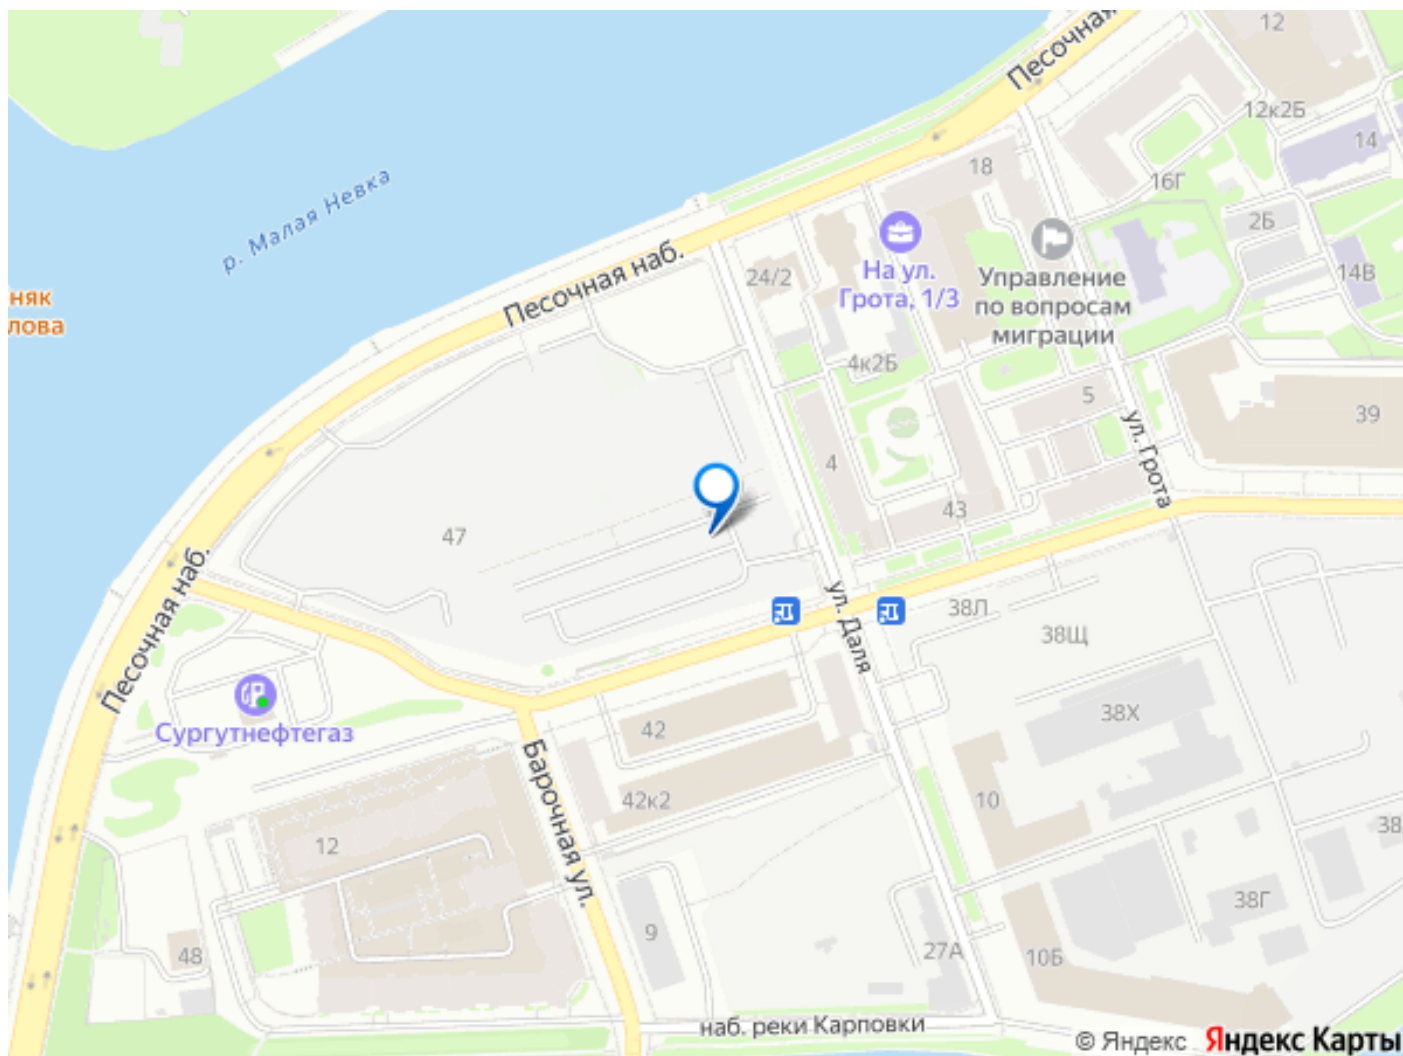 Песочная
12
12к2Б
14
18
16Г
р. Малая Невка
2Б
На ул.
Грота, 1/3
Управление
по вопросам
миграции
Песочная наб.
24/2
14В
няк
лова
4к2Б
5
39
ул. Грота
4
43
47
Песочная наб.
ул. Даля
38Л
38Щ
Сургутнефтегаз
42
38Х
Барочная ул.
42к2
10
12
38
38Г
9
48
27А
10Б
наб. реки Карповки
© Яндекс Яндекс Карты